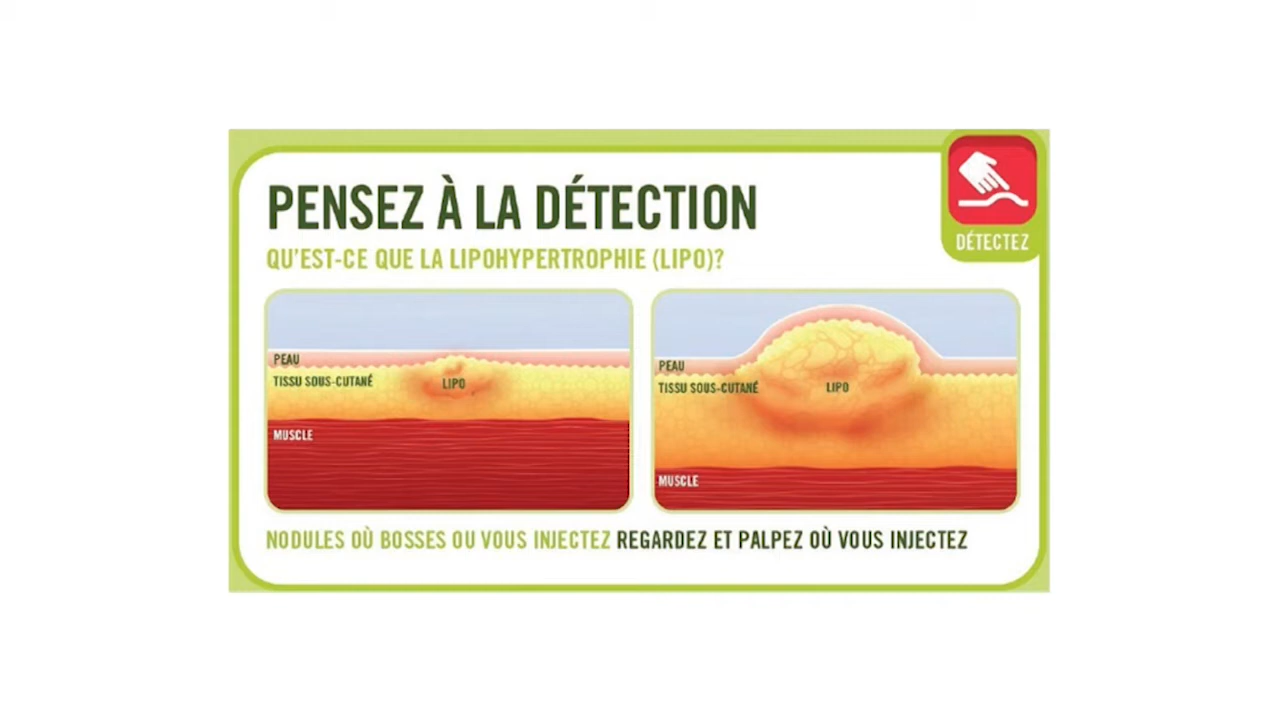 PENSEZ À LA DÉTECTION
DÉTECTEZ
QU'EST-CE QUE LA LIPOHYPERTROPHIE (LIPO)?
PEAU
TISSU SOUS-CUTANÉ
LIPO
MUSCLE
PEAU
TISSU SOUS-CUTANÉ
LIPO
MUSCLE
NODULES OÙ BOSSES OU VOUS INJECTEZ REGARDEZ ET PALPEZ OÙ VOUS INJECTEZ